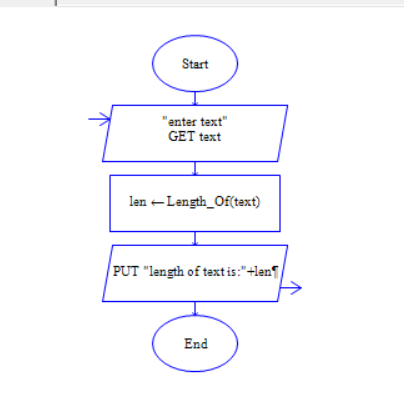 Start
"enter text"
GET text
len ← Length_Of(text)
PUT "length of text is:"+len¶
End